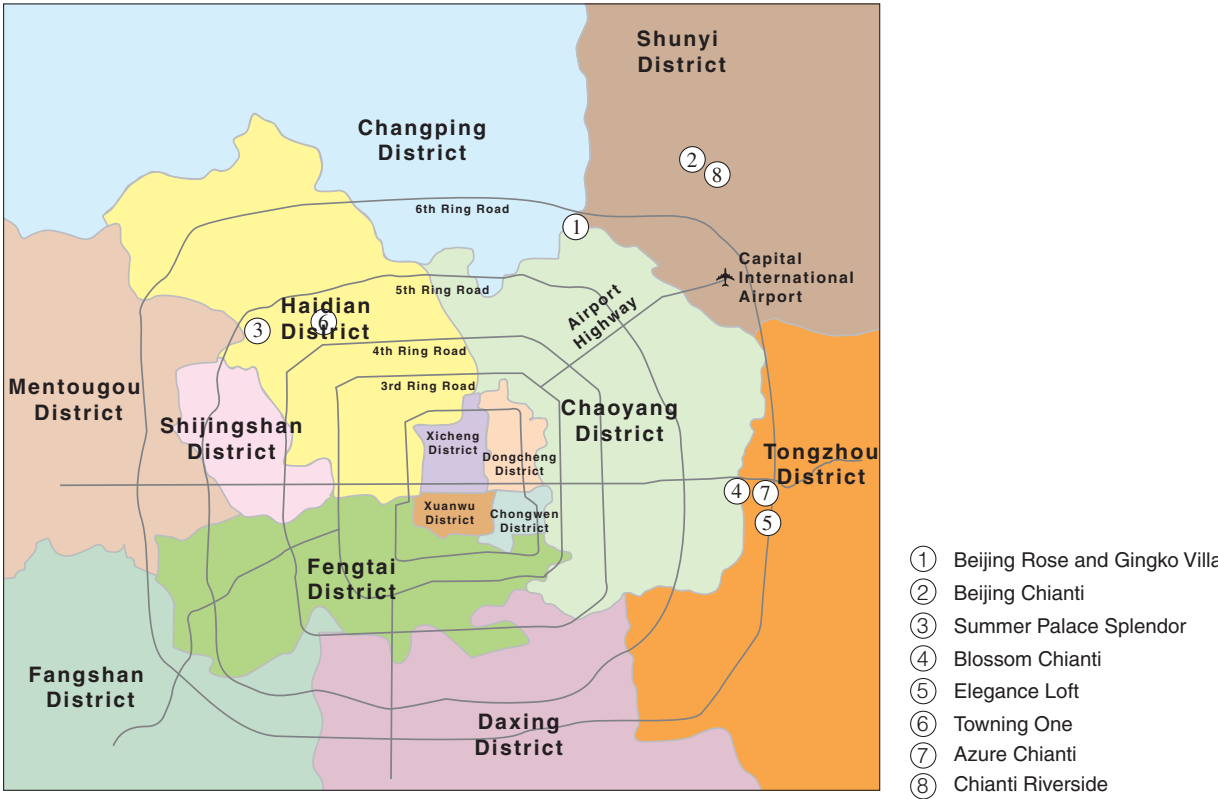 Shunyi
District
Changping
District
2
8
6th Ring Road
1
Capital
International
Airport
5th Ring Road
Airport
Highway
Haidian
District
3
6
4th Ring Road
3rd Ring Road
Mentougou
District
Chaoyang
District
Shijingshan
District
Xicheng
District
Dongcheng
District
Tongzhou
District
4
7
5
Xuanwu
District
Chongwen
District
Fengtai
District
Fangshan
District
Daxing
District
1 Beijing Rose and Gingko Villa
2 Beijing Chianti
3 Summer Palace Splendor
4 Blossom Chianti
5 Elegance Loft
6 Towning One
7 Azure Chianti
8 Chianti Riverside